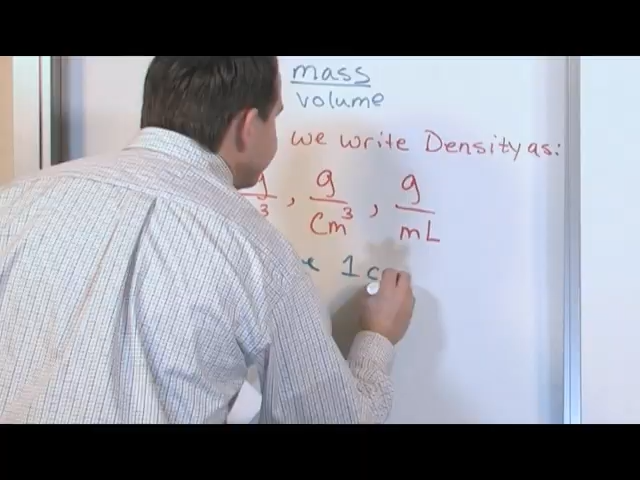 mass
volume
we write Density as:
g/3, g/cm³, g/mL
1 c